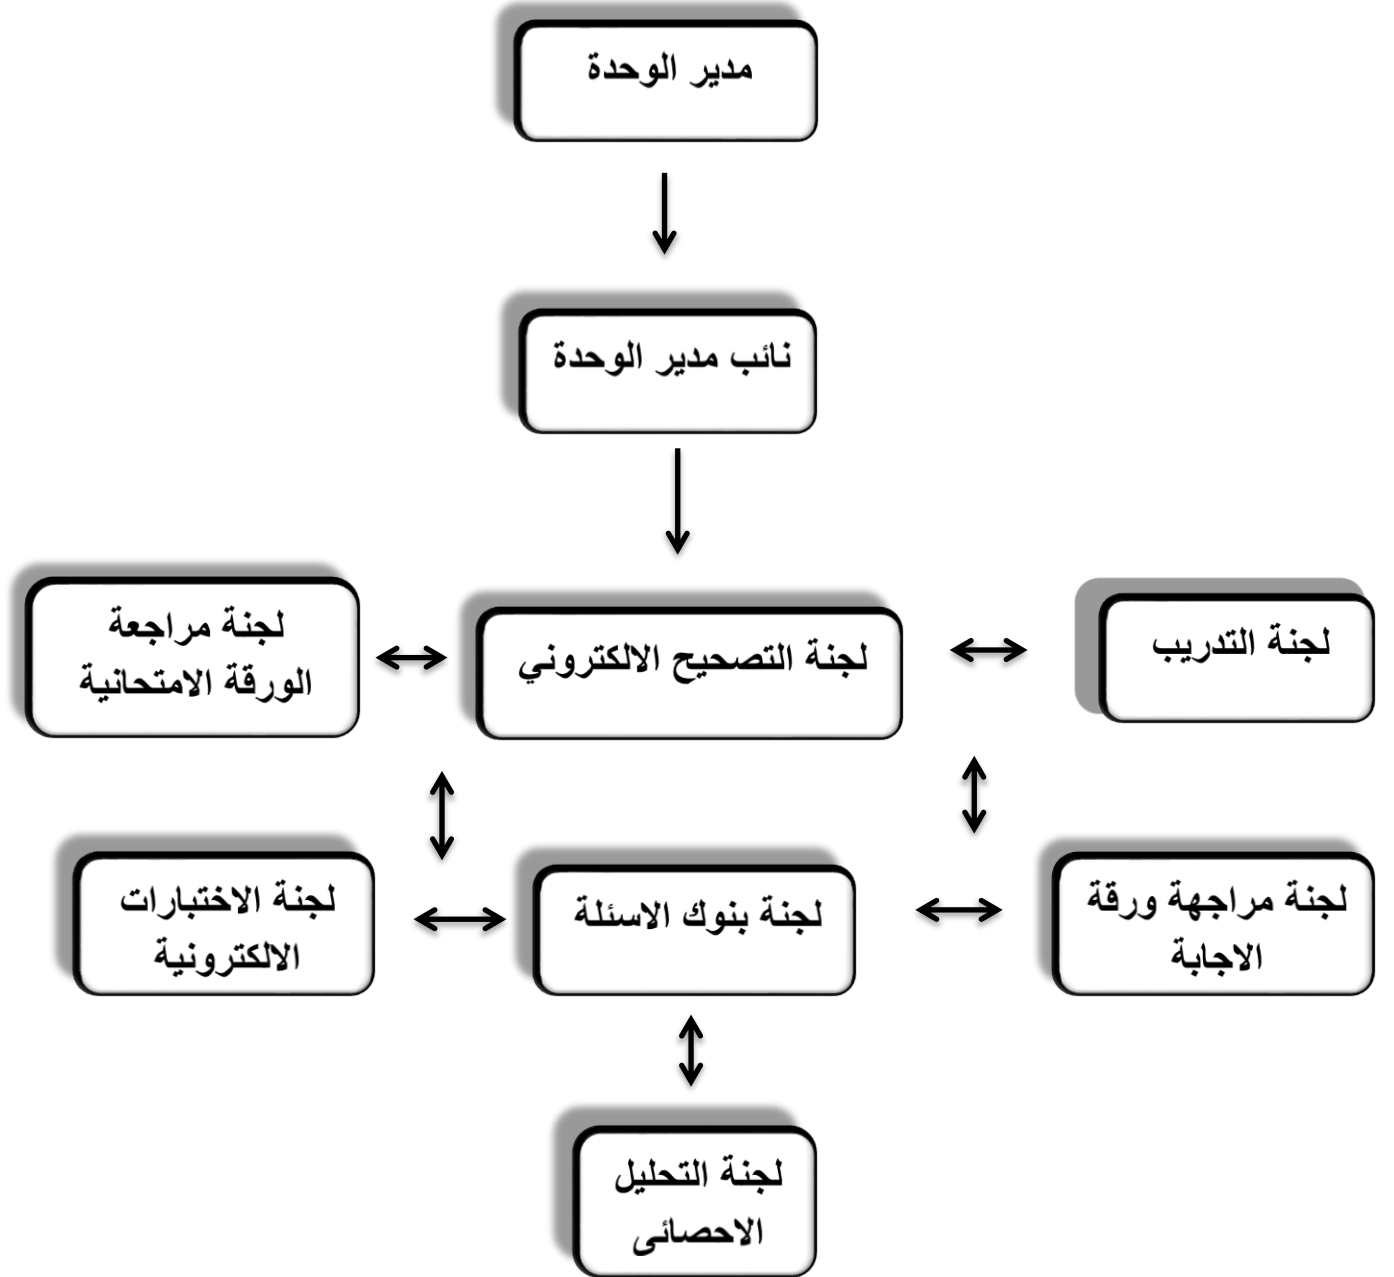 مدير الوحدة
نائب مدير الوحدة
لجنة التدريب
لجنة التصحيح الالكتروني
لجنة مراجعة
الورقة الامتحانية
لجنة مراجهة ورقة
الاجابة
لجنة بنوك الاسئلة
لجنة الاختبارات
الالكترونية
لجنة التحليل
الاحصائى